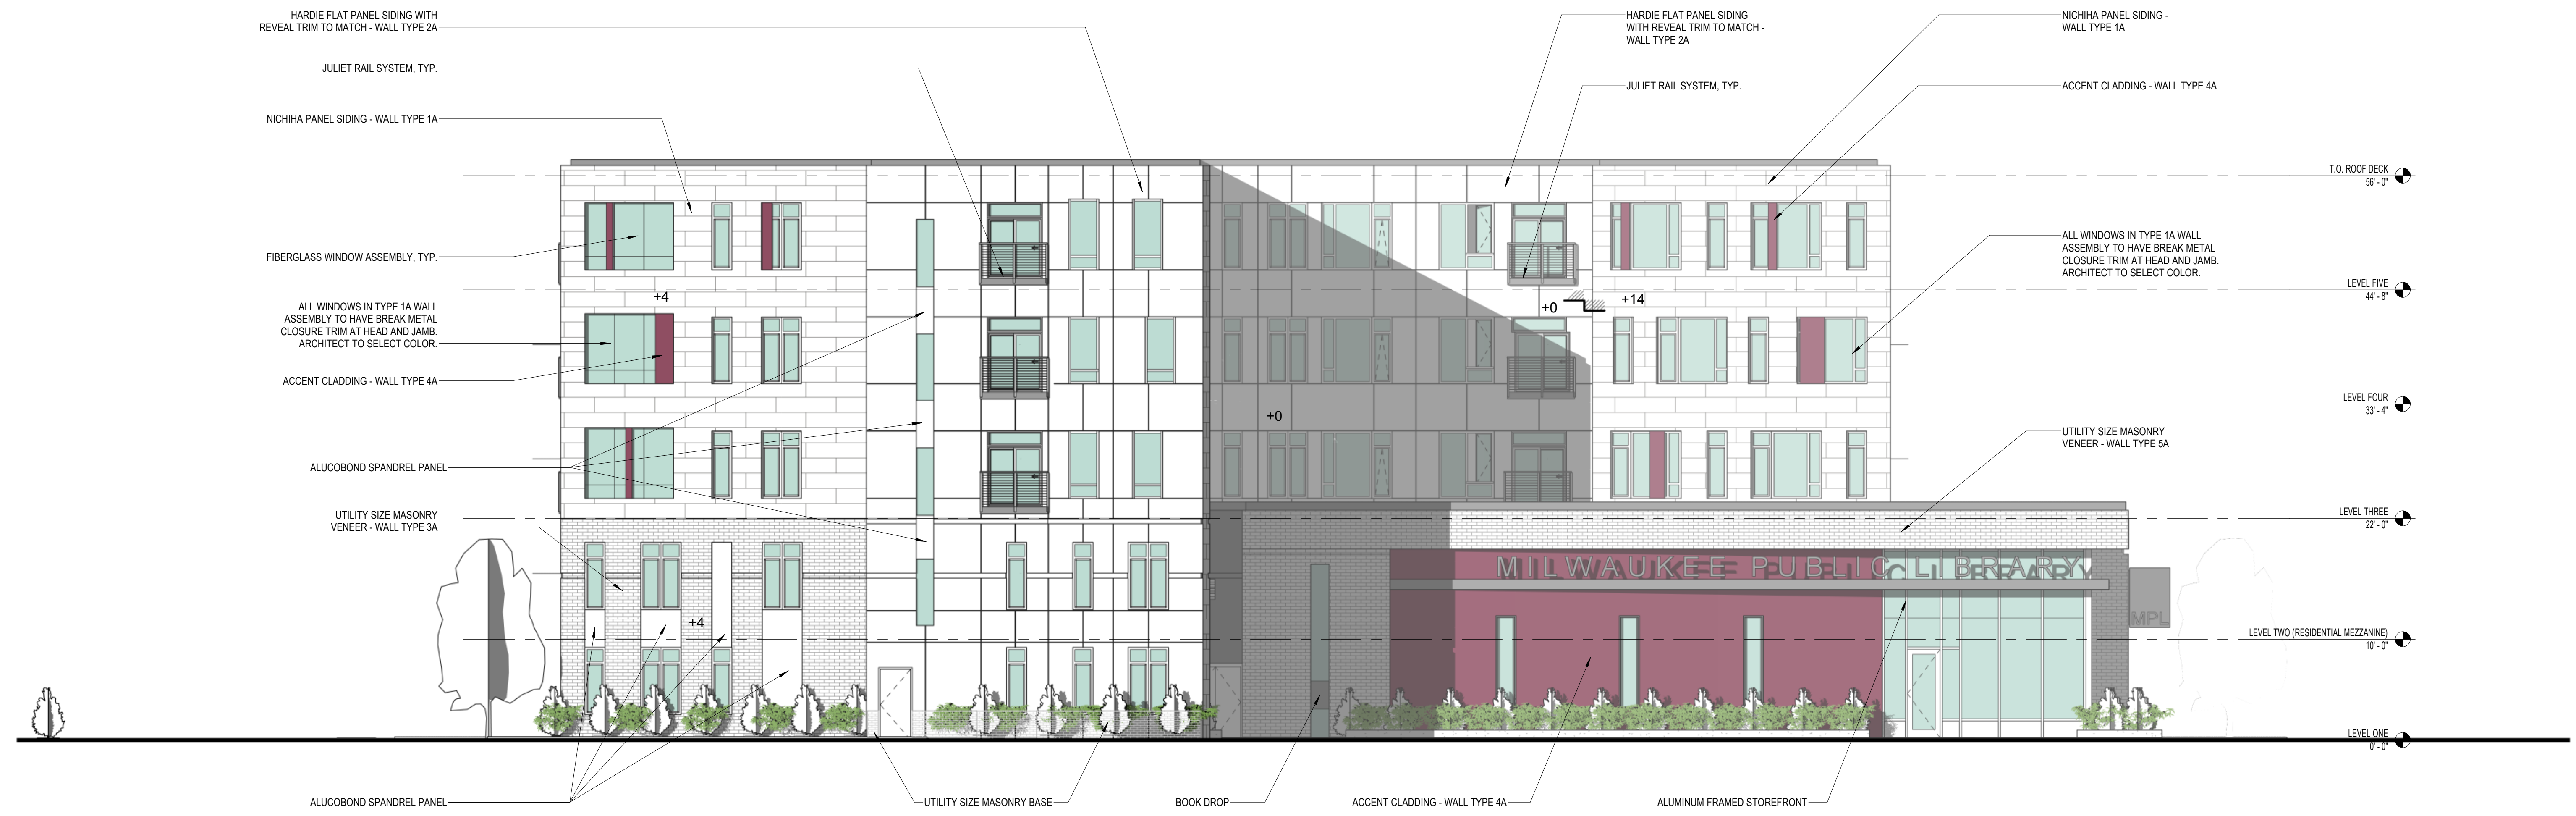 HARDIE FLAT PANEL SIDING WITH
REVEAL TRIM TO MATCH - WALL TYPE 2A
JULIET RAIL SYSTEM, TYP.
NICHIHA PANEL SIDING - WALL TYPE 1A
FIBERGLASS WINDOW ASSEMBLY, TYP.
ALL WINDOWS IN TYPE 1A WALL
ASSEMBLY TO HAVE BREAK METAL
CLOSURE TRIM AT HEAD AND JAMB.
ARCHITECT TO SELECT COLOR.
ACCENT CLADDING - WALL TYPE 4A
ALUCOBOND SPANDREL PANEL
UTILITY SIZE MASONRY
VENEER - WALL TYPE 3A
ALUCOBOND SPANDREL PANEL
UTILITY SIZE MASONRY BASE
BOOK DROP
ACCENT CLADDING - WALL TYPE 4A
ALUMINUM FRAMED STOREFRONT
+4
+4
+0
+0
+14
MILWAUKEE PUBLIC LIBRARY
MPL
HARDIE FLAT PANEL SIDING
WITH REVEAL TRIM TO MATCH -
WALL TYPE 2A
JULIET RAIL SYSTEM, TYP.
NICHIHA PANEL SIDING -
WALL TYPE 1A
ACCENT CLADDING - WALL TYPE 4A
ALL WINDOWS IN TYPE 1A WALL
ASSEMBLY TO HAVE BREAK METAL
CLOSURE TRIM AT HEAD AND JAMB.
ARCHITECT TO SELECT COLOR.
UTILITY SIZE MASONRY
VENEER - WALL TYPE 5A
T.O. ROOF DECK
56' - 0"
LEVEL FIVE
44' - 8"
LEVEL FOUR
33' - 4"
LEVEL THREE
22' - 0"
LEVEL TWO (RESIDENTIAL MEZZANINE)
10' - 0"
LEVEL ONE
0' - 0"